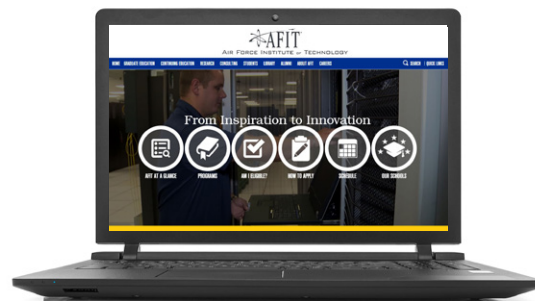 AFIT
AIR FORCE INSTITUTE OF TECHNOLOGY
HOME GRADUATE EDUCATION CONTINUING EDUCATION RESEARCH CONSULTING STUDENTS LIBRARY ALUMNI ABOUT AFIT CAREERS SEARCH | QUICK LINKS
From Inspiration to Innovation
AFIT AT A GLANCE PROGRAMS AM I ELIGIBLE? HOW TO APPLY SCHEDULE OUR SCHOOLS